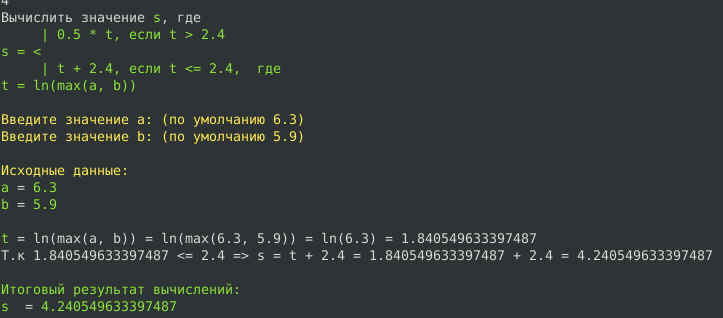 4
Вычислить значение s, где
| 0.5 * t, если t > 2.4
s = <
| t + 2.4, если t <= 2.4,  где
t = ln(max(a, b))
Введите значение a: (по умолчанию 6.3)
Введите значение b: (по умолчанию 5.9)
Исходные данные:
a = 6.3
b = 5.9
t = ln(max(a, b)) = ln(max(6.3, 5.9)) = ln(6.3) = 1.840549633397487
Т.к 1.840549633397487 <= 2.4 => s = t + 2.4 = 1.840549633397487 + 2.4 = 4.240549633397487
Итоговый результат вычислений:
s  = 4.240549633397487